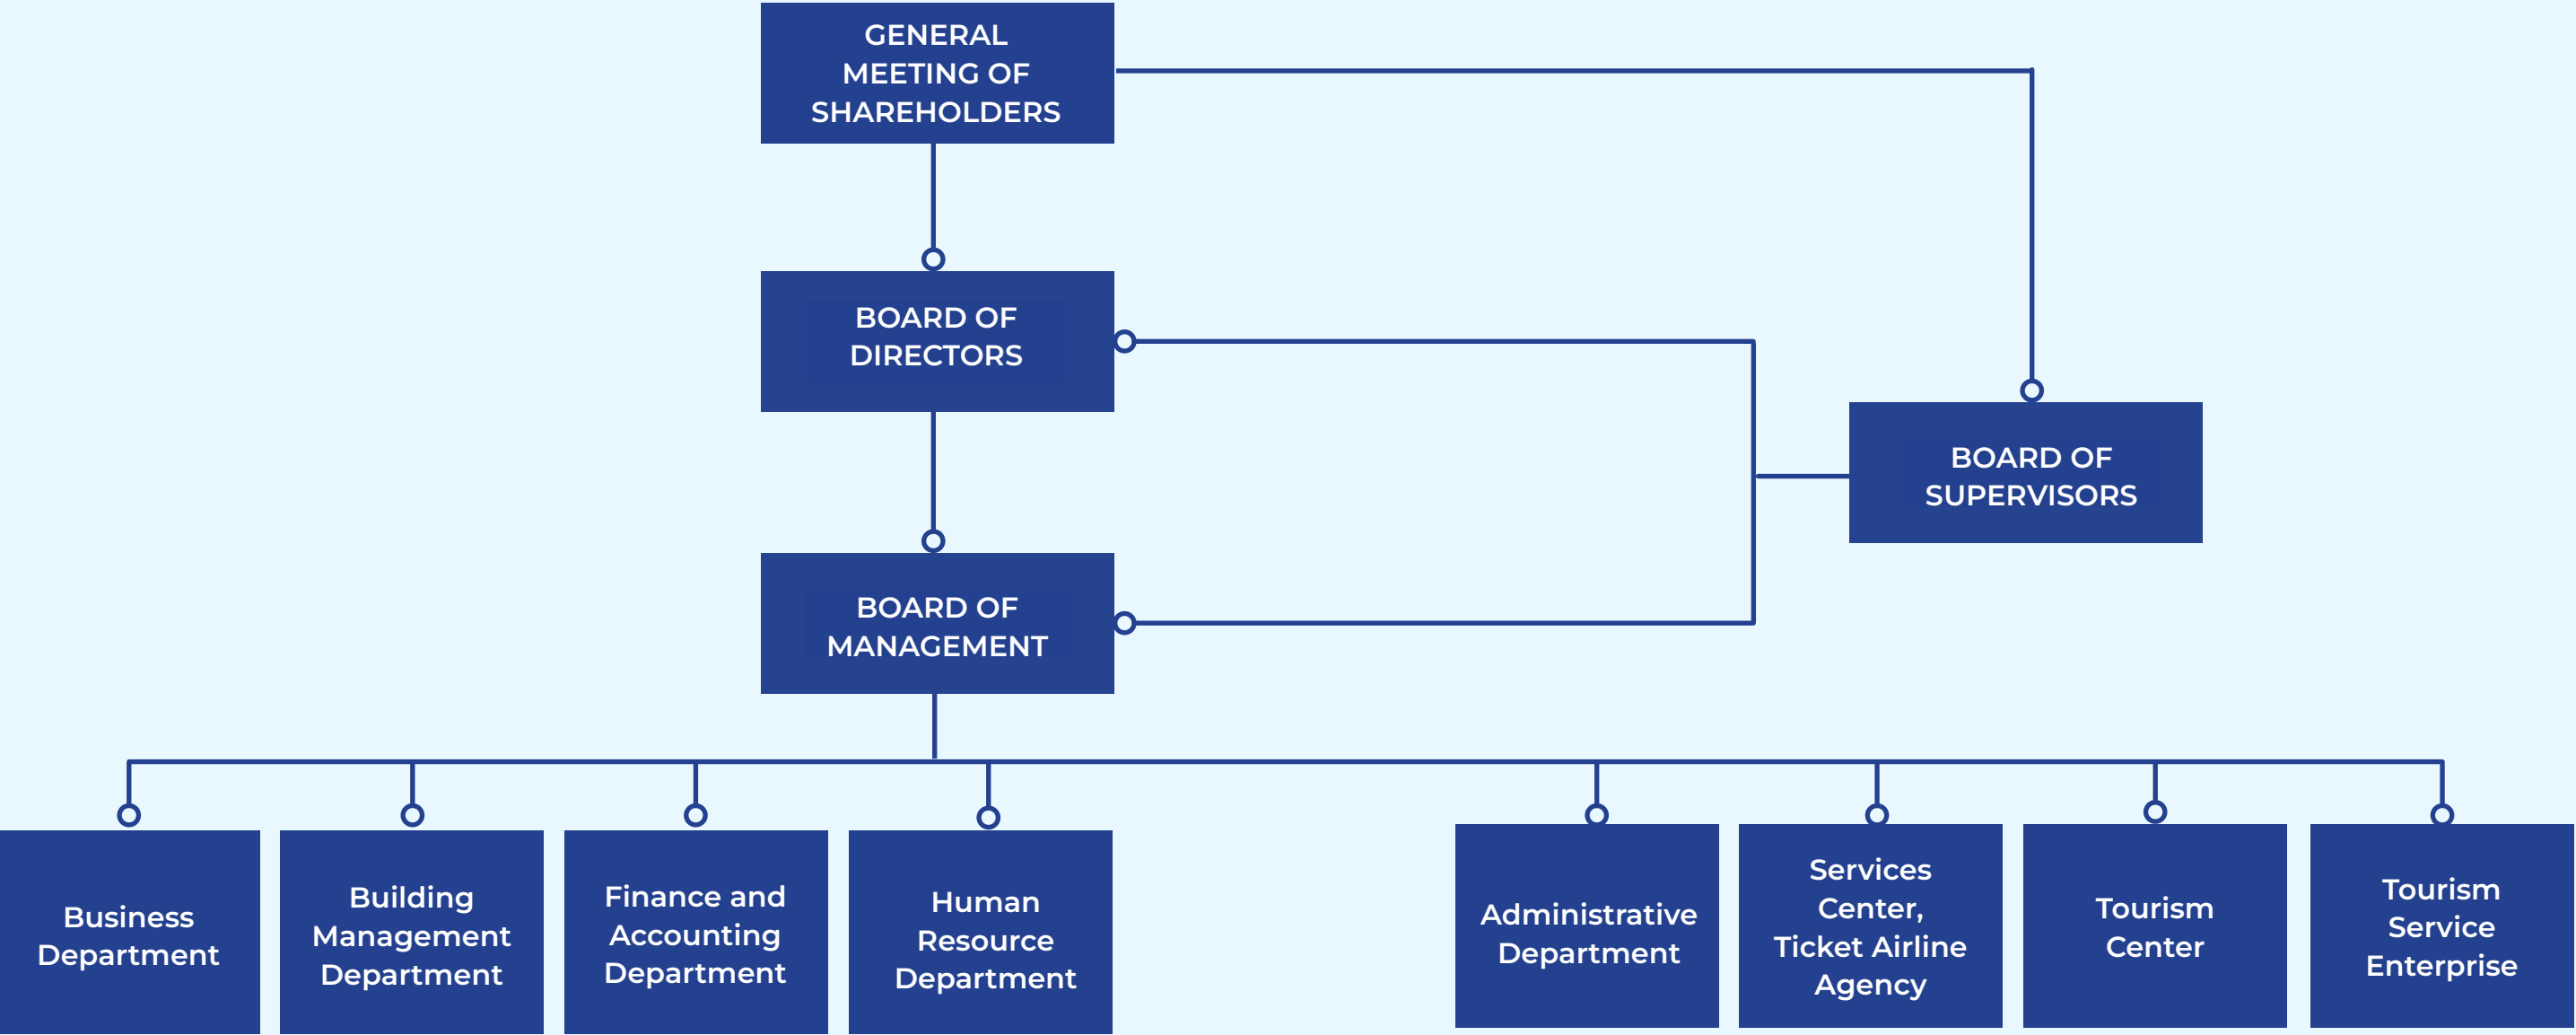 GENERAL
MEETING OF
SHAREHOLDERS
BOARD OF
DIRECTORS
BOARD OF
SUPERVISORS
BOARD OF
MANAGEMENT
Business
Department
Building
Management
Department
Finance and
Accounting
Department
Human
Resource
Department
Administrative
Department
Services
Center,
Ticket Airline
Agency
Tourism
Center
Tourism
Service
Enterprise